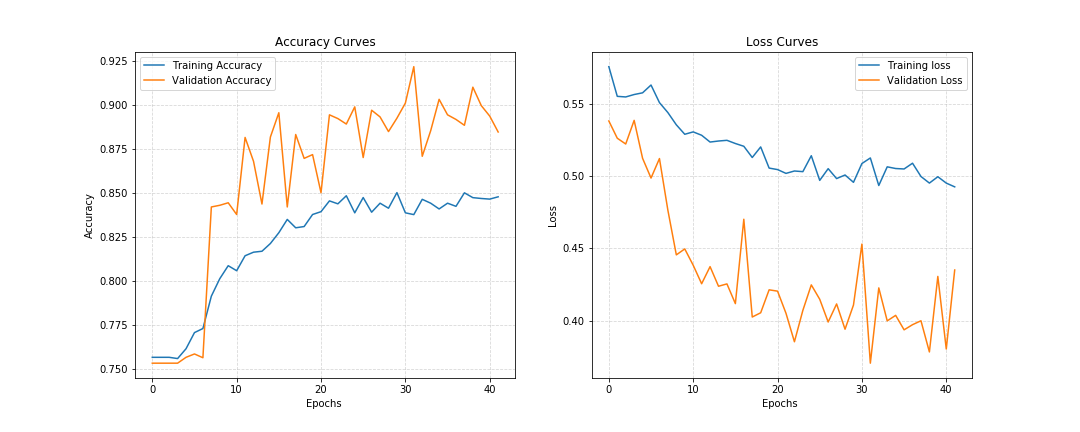 Accuracy Curves
Training Accuracy
Validation Accuracy
0.925
0.900
0.875
0.850
0.825
0.800
0.775
0.750
Accuracy
0
10
20
30
40
Epochs
Loss Curves
Training loss
Validation Loss
0.55
0.50
0.45
0.40
Loss
0
10
20
30
40
Epochs